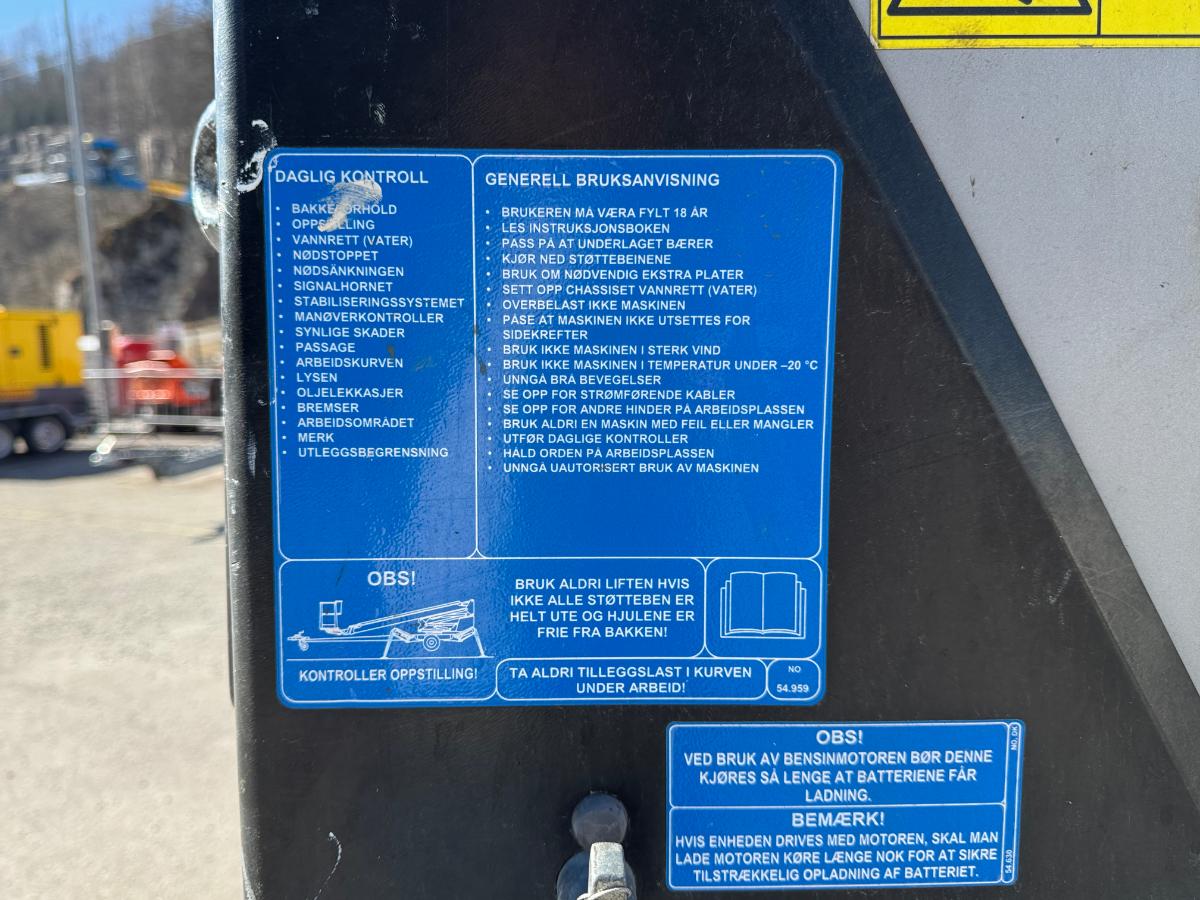 DAGLIG KONTROLL
• BAKKEFORHOLD
• OPPSTILLING
• VANNRETT (VATER)
• NØDSTOPPET
• NØDSÄNKNINGEN
• SIGNALHORNET
• STABILISERINGSSYSTEMET
• MANØVERKONTROLLER
• SYNLIGE SKADER
• PASSAGE
• ARBEIDSKURVEN
• LYSEN
• OLJELEKKASJER
• BREMSER
• ARBEIDSOMRÅDET
• MERK
• UTLEGGSBEGRENSNING
GENERELL BRUKSANVISNING
• BRUKEREN MÅ VÆRA FYLT 18 ÅR
• LES INSTRUKSJONSBOKEN
• PASS PÅ AT UNDERLAGET BÆRER
• KJØR NED STØTTEBEINENE
• BRUK OM NØDVENDIG EKSTRA PLATER
• SETT OPP CHASSISET VANNRETT (VATER)
• OVERBELAST IKKE MASKINEN
• PASE AT MASKINEN IKKE UTSETTES FOR
SIDEKREFTER
• BRUK IKKE MASKINEN I STERK VIND
• BRUK IKKE MASKINEN I TEMPERATUR UNDER –20 °C
• UNNGÅ BRÅ BEVEGELSER
• SE OPP FOR STRØMFØRENDE KABLER
• SE OPP FOR ANDRE HINDER PÅ ARBEIDSPLASSEN
• BRUK ALDRI EN MASKIN MED FEIL ELLER MANGLER
• UTFØR DAGLIGE KONTROLLER
• HÅLD ORDEN PÅ ARBEIDSPLASSEN
• UNNGÅ UAUTORISERT BRUK AV MASKINEN
OBS!
KONTROLLER OPPSTILLING!
BRUK ALDRI LIFTEN HVIS
IKKE ALLE STØTTEBEN ER
HELT UTE OG HJULENE ER
FRIE FRA BAKKEN!
TA ALDRI TILLEGGSLAST I KURVEN
UNDER ARBEID!
NO
54.959
OBS!
VED BRUK AV BENSINMOTOREN BØR DENNE
KJØRES SÅ LENGE AT BATTERIENE FÅR
LADNING.
BEMÆRK!
HVIS ENHEDEN DRIVES MED MOTOREN, SKAL MAN
LADE MOTOREN KØRE LÆNGE NOK FOR AT SIKRE
TILSTRÆKKELIG OPLADNING AF BATTERIET.
NO, DK
54.630